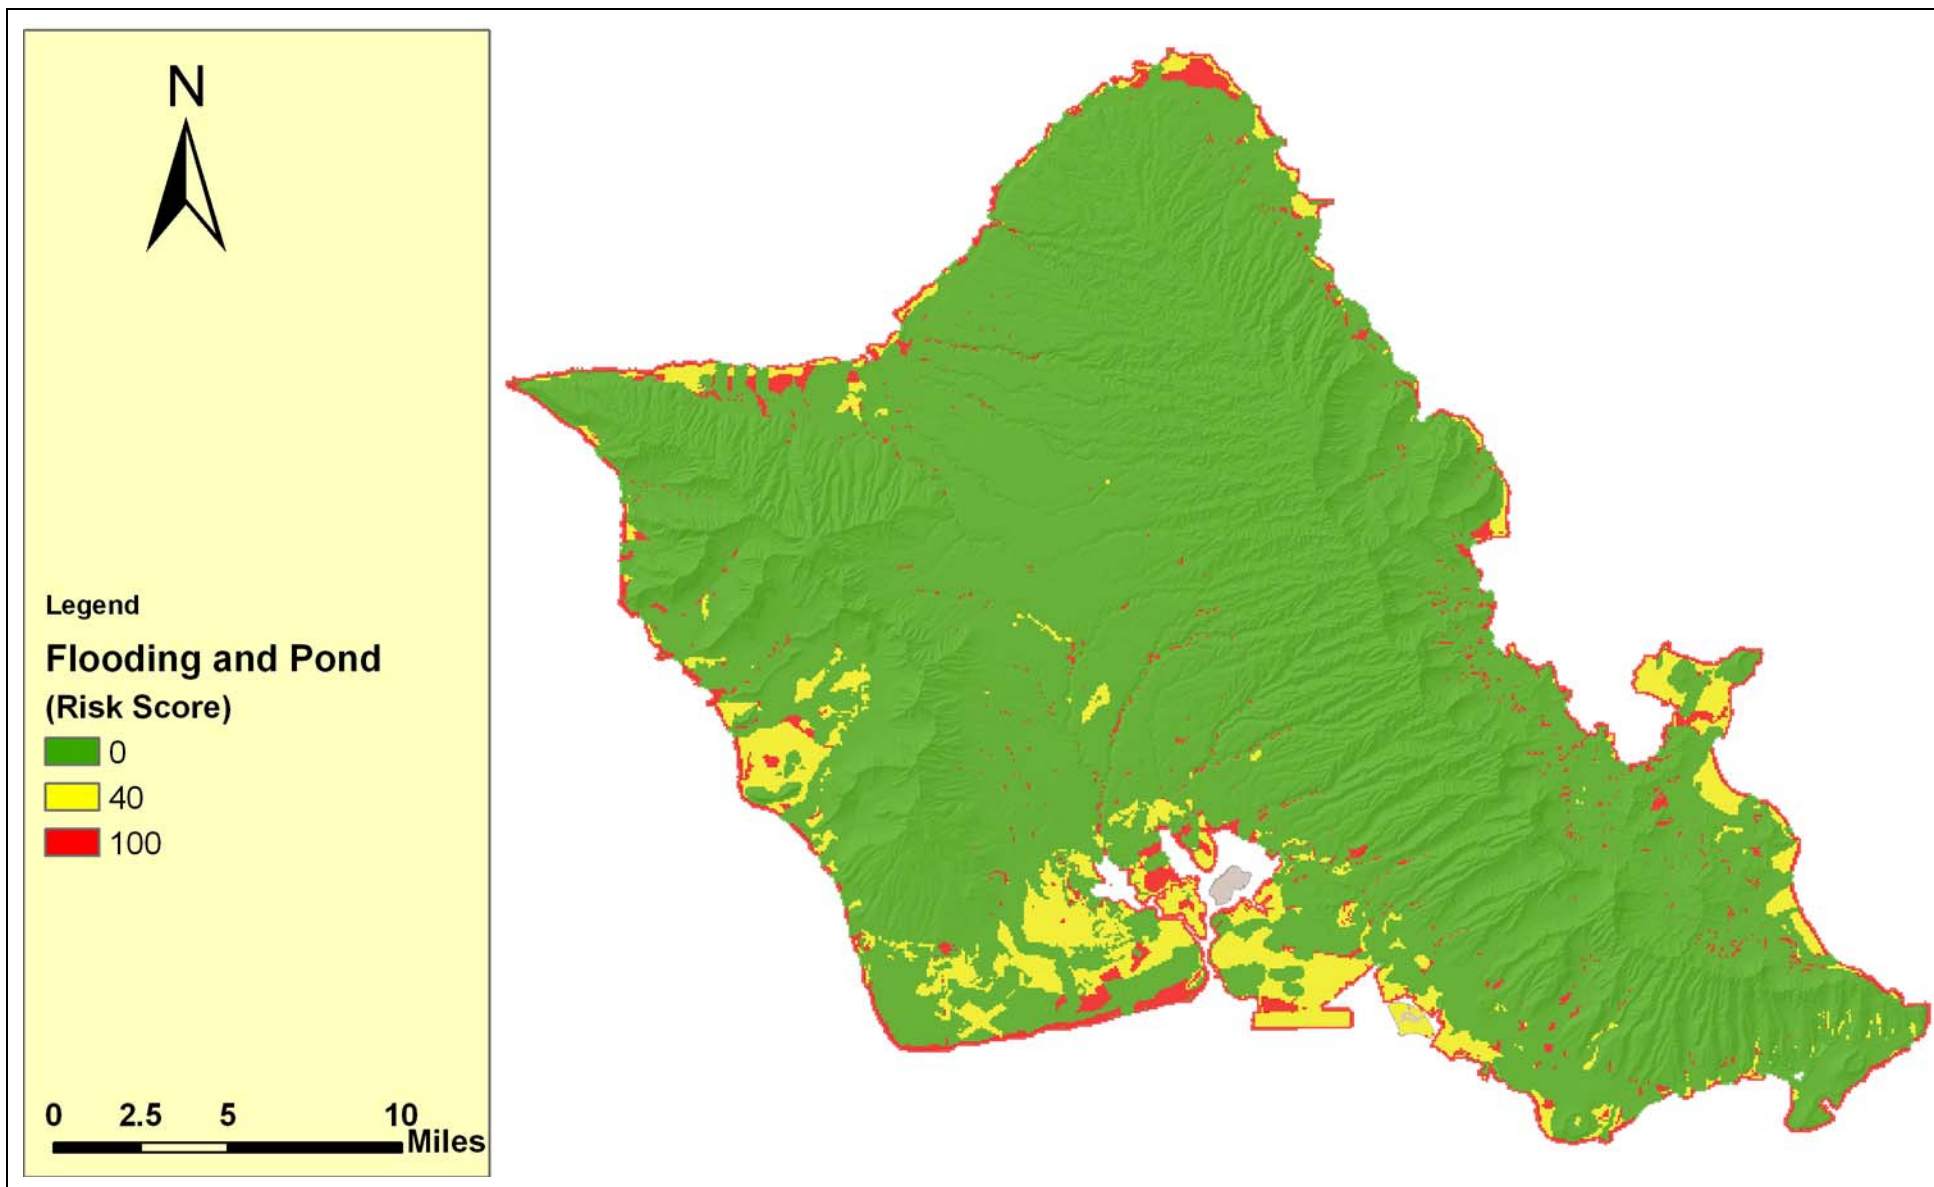 N
Legend
Flooding and Pond
(Risk Score)
0
40
100
0 2.5 5 10
Miles